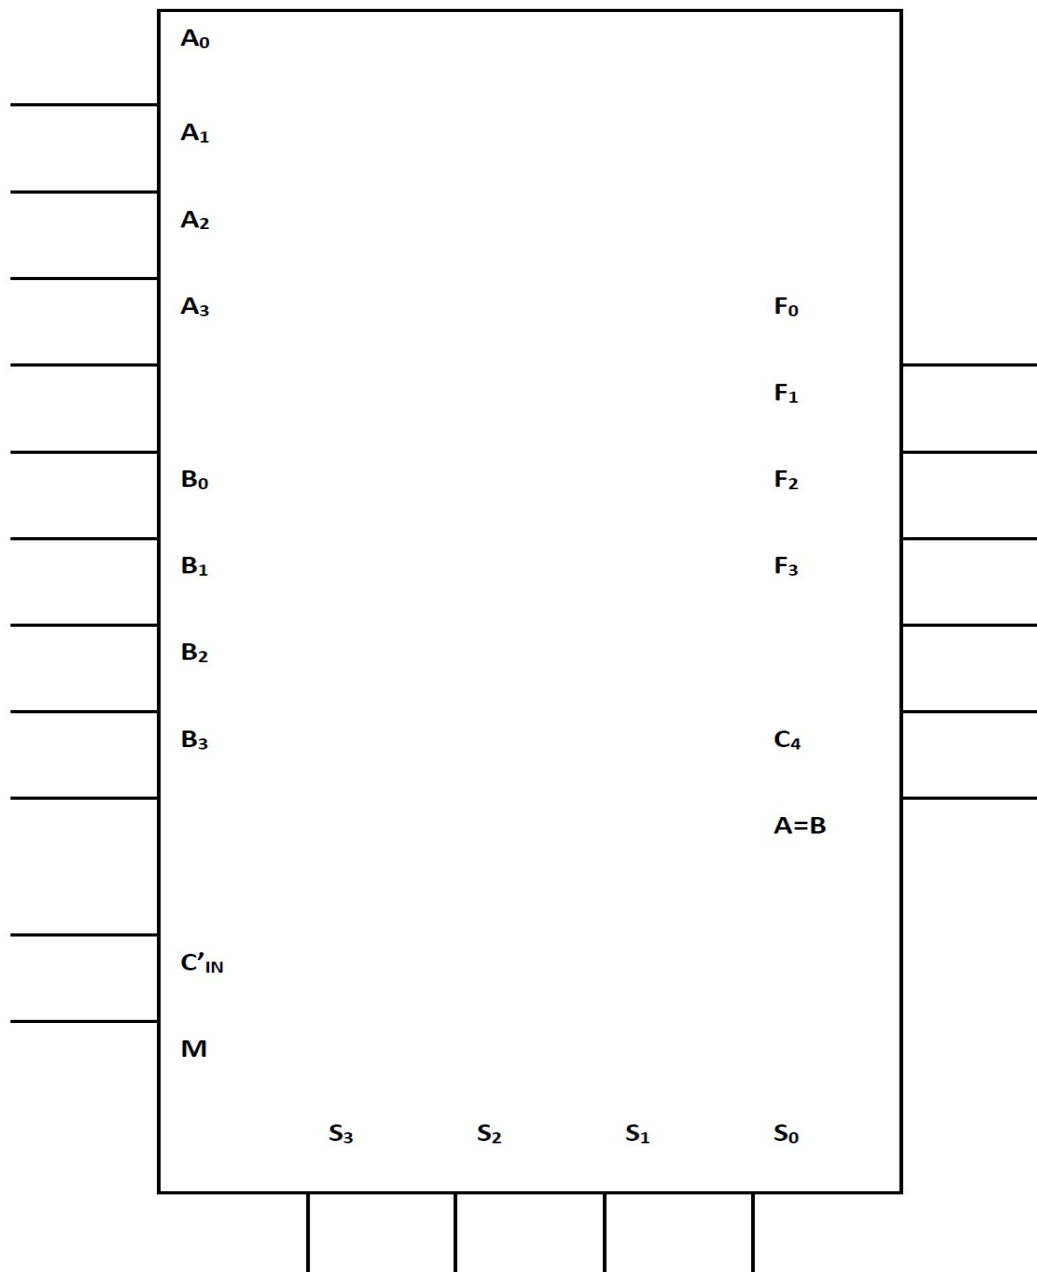 A₀
A₁
A₂
A₃ F₀
F₁
B₀ F₂
B₁ F₃
B₂
B₃ C₄
A=B
C’IN
M
S₃ S₂ S₁ S₀